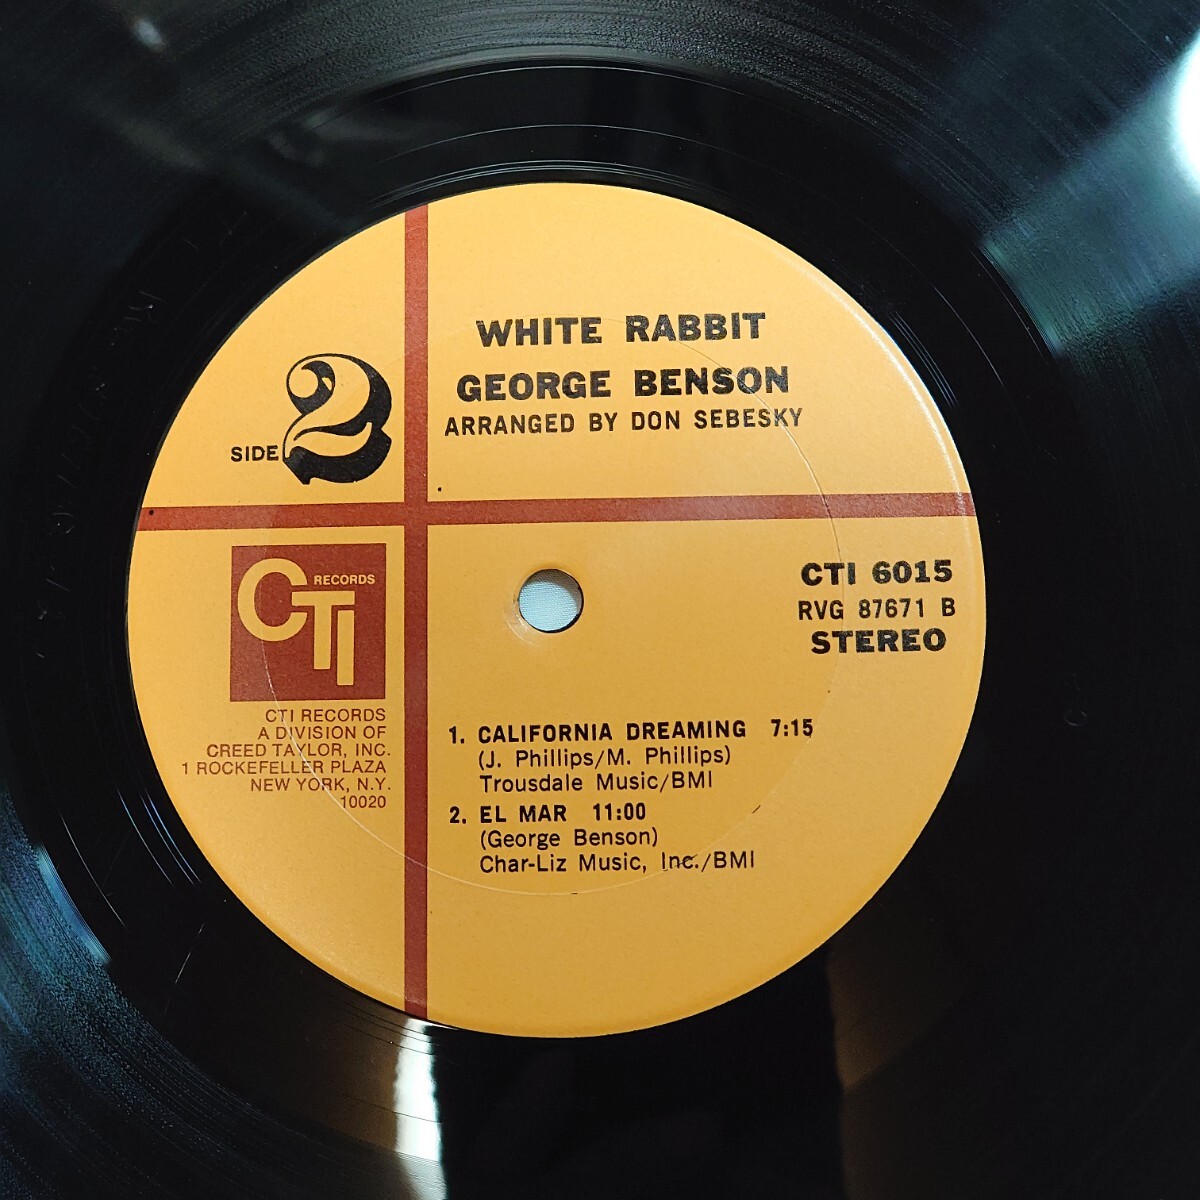 WHITE RABBIT
GEORGE BENSON
ARRANGED BY DON SEBESKY
SIDE 2
CTI RECORDS
CTI RECORDS
A DIVISION OF
CREED TAYLOR, INC.
1 ROCKEFELLER PLAZA
NEW YORK, N.Y.
10020
CTI 6015
RVG 87671 B
STEREO
1. CALIFORNIA DREAMING 7:15
(J. Phillips/M. Phillips)
Trousdale Music/BMI
2. EL MAR 11:00
(George Benson)
Char-Liz Music, Inc./BMI